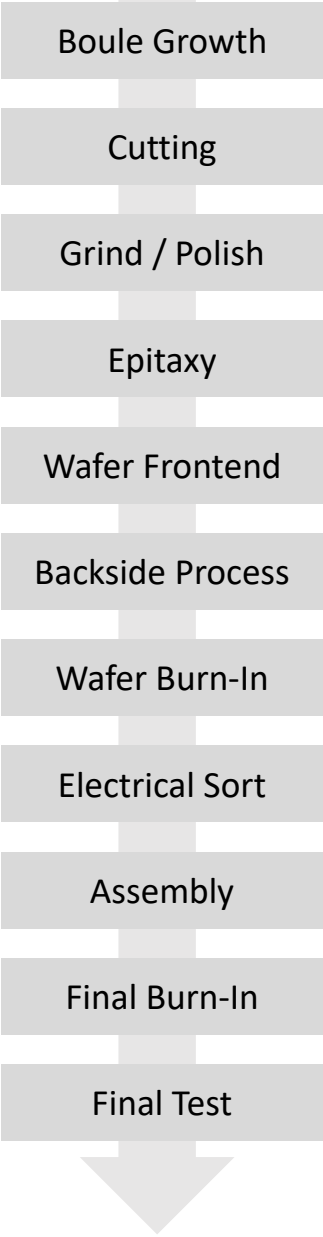 Boule Growth
Cutting
Grind / Polish
Epitaxy
Wafer Frontend
Backside Process
Wafer Burn-In
Electrical Sort
Assembly
Final Burn-In
Final Test